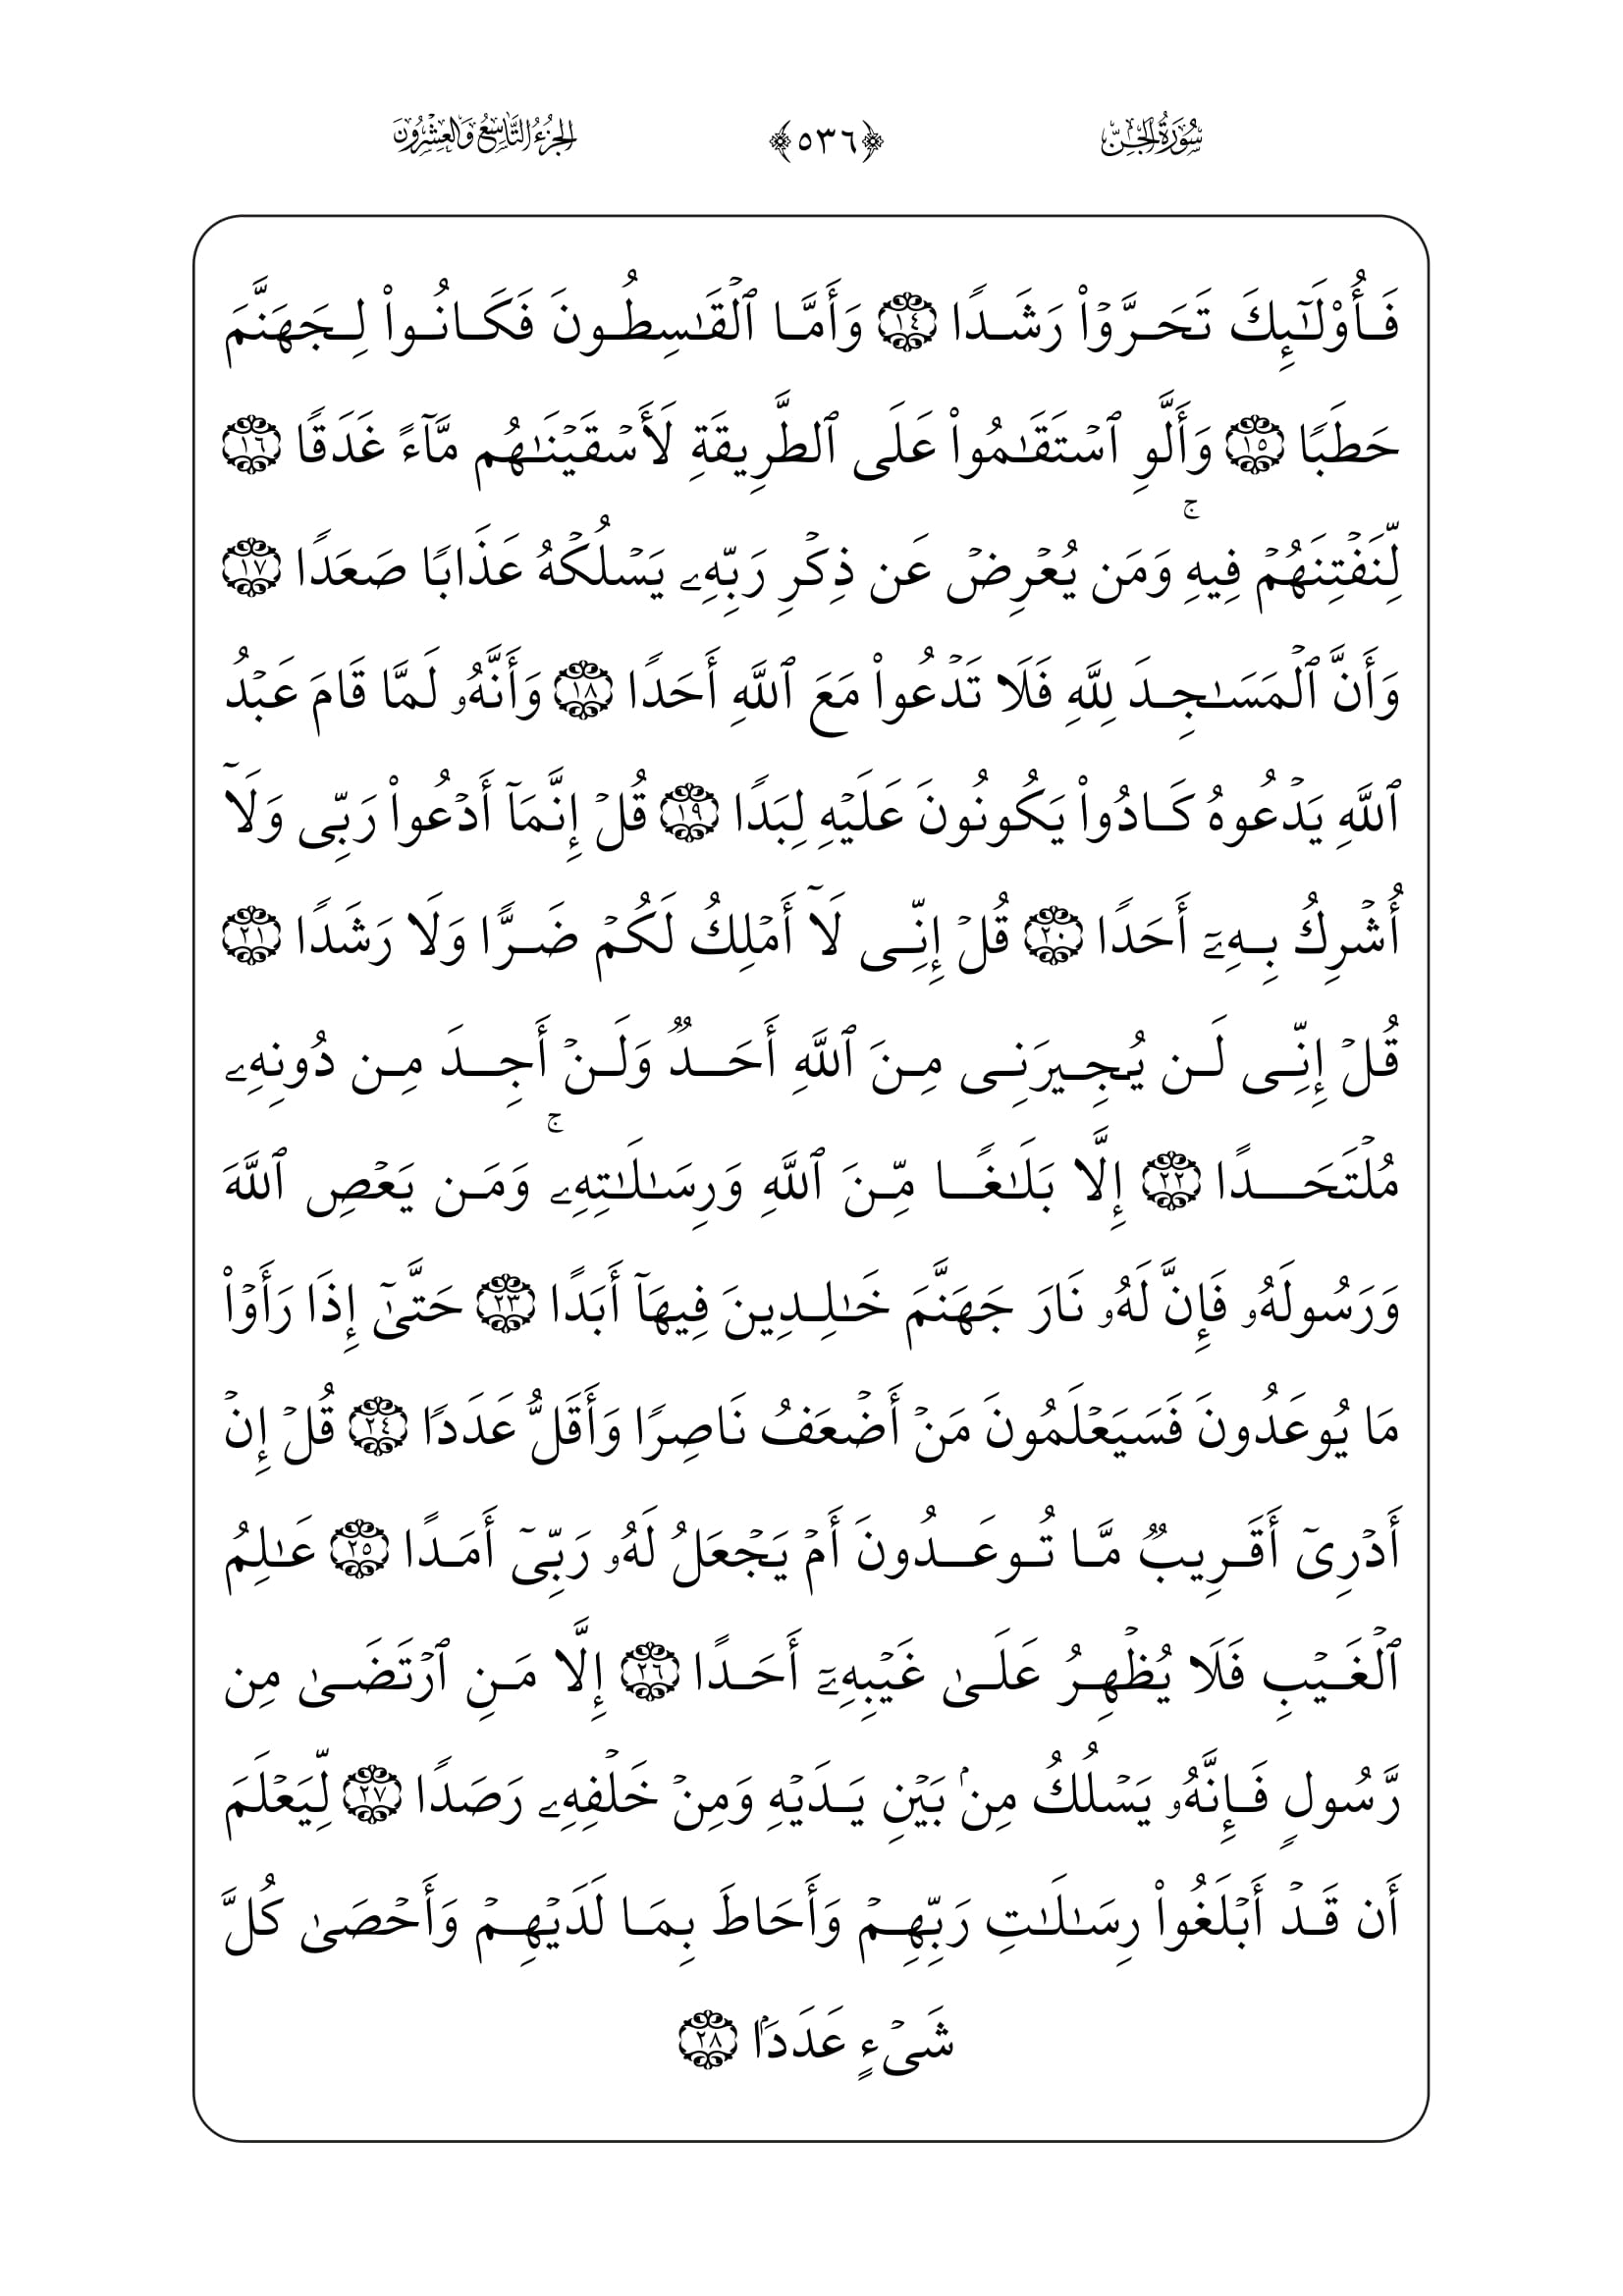 سُورَةُ الجِنِّ
﴿٥٣٦﴾
الجُزْءُ التَّاسِعُ وَالعِشْرُونَ
فَأُوْلَـٰٓئِكَ تَحَرَّوۡاْ رَشَدًا ١٤ وَأَمَّا ٱلۡقَـٰسِطُونَ فَكَانُواْ لِجَهَنَّمَ
حَطَبًا ١٥ وَأَلَّوِ ٱسۡتَقَـٰمُواْ عَلَى ٱلطَّرِيقَةِ لَأَسۡقَيۡنَـٰهُم مَّآءً غَدَقًا ١٦
لِّنَفۡتِنَهُمۡ فِيهِۚ وَمَن يُعۡرِضۡ عَن ذِكۡرِ رَبِّهِۦ يَسۡلُكۡهُ عَذَابًا صَعَدًا ١٧
وَأَنَّ ٱلۡمَسَـٰجِدَ لِلَّهِ فَلَا تَدۡعُواْ مَعَ ٱللَّهِ أَحَدًا ١٨ وَأَنَّهُۥ لَمَّا قَامَ عَبۡدُ
ٱللَّهِ يَدۡعُوهُ كَادُواْ يَكُونُونَ عَلَيۡهِ لِبَدًا ١٩ قُلۡ إِنَّمَآ أَدۡعُواْ رَبِّى وَلَآ
أُشۡرِكُ بِهِۦٓ أَحَدًا ٢٠ قُلۡ إِنِّى لَآ أَمۡلِكُ لَكُمۡ ضَرًّا وَلَا رَشَدًا ٢١
قُلۡ إِنِّى لَن يُجِيرَنِى مِنَ ٱللَّهِ أَحَدٌ وَلَنۡ أَجِدَ مِن دُونِهِۦ
مُلۡتَحَدًا ٢٢ إِلَّا بَلَـٰغًا مِّنَ ٱللَّهِ وَرِسَـٰلَـٰتِهِۦۚ وَمَن يَعۡصِ ٱللَّهَ
وَرَسُولَهُۥ فَإِنَّ لَهُۥ نَارَ جَهَنَّمَ خَـٰلِدِينَ فِيهَآ أَبَدًا ٢٣ حَتَّىٰٓ إِذَا رَأَوۡاْ
مَا يُوعَدُونَ فَسَيَعۡلَمُونَ مَنۡ أَضۡعَفُ نَاصِرًا وَأَقَلُّ عَدَدًا ٢٤ قُلۡ إِنۡ
أَدۡرِىٓ أَقَرِيبٌ مَّا تُوعَدُونَ أَمۡ يَجۡعَلُ لَهُۥ رَبِّىٓ أَمَدًا ٢٥ عَـٰلِمُ
ٱلۡغَيۡبِ فَلَا يُظۡهِرُ عَلَىٰ غَيۡبِهِۦٓ أَحَدًا ٢٦ إِلَّا مَنِ ٱرۡتَضَىٰ مِن
رَّسُولٍ فَإِنَّهُۥ يَسۡلُكُ مِنۢ بَيۡنِ يَدَيۡهِ وَمِنۡ خَلۡفِهِۦ رَصَدًا ٢٧ لِّيَعۡلَمَ
أَن قَدۡ أَبۡلَغُواْ رِسَـٰلَـٰتِ رَبِّهِمۡ وَأَحَاطَ بِمَا لَدَيۡهِمۡ وَأَحۡصَىٰ كُلَّ
شَىۡءٍ عَدَدَۢا ٢٨